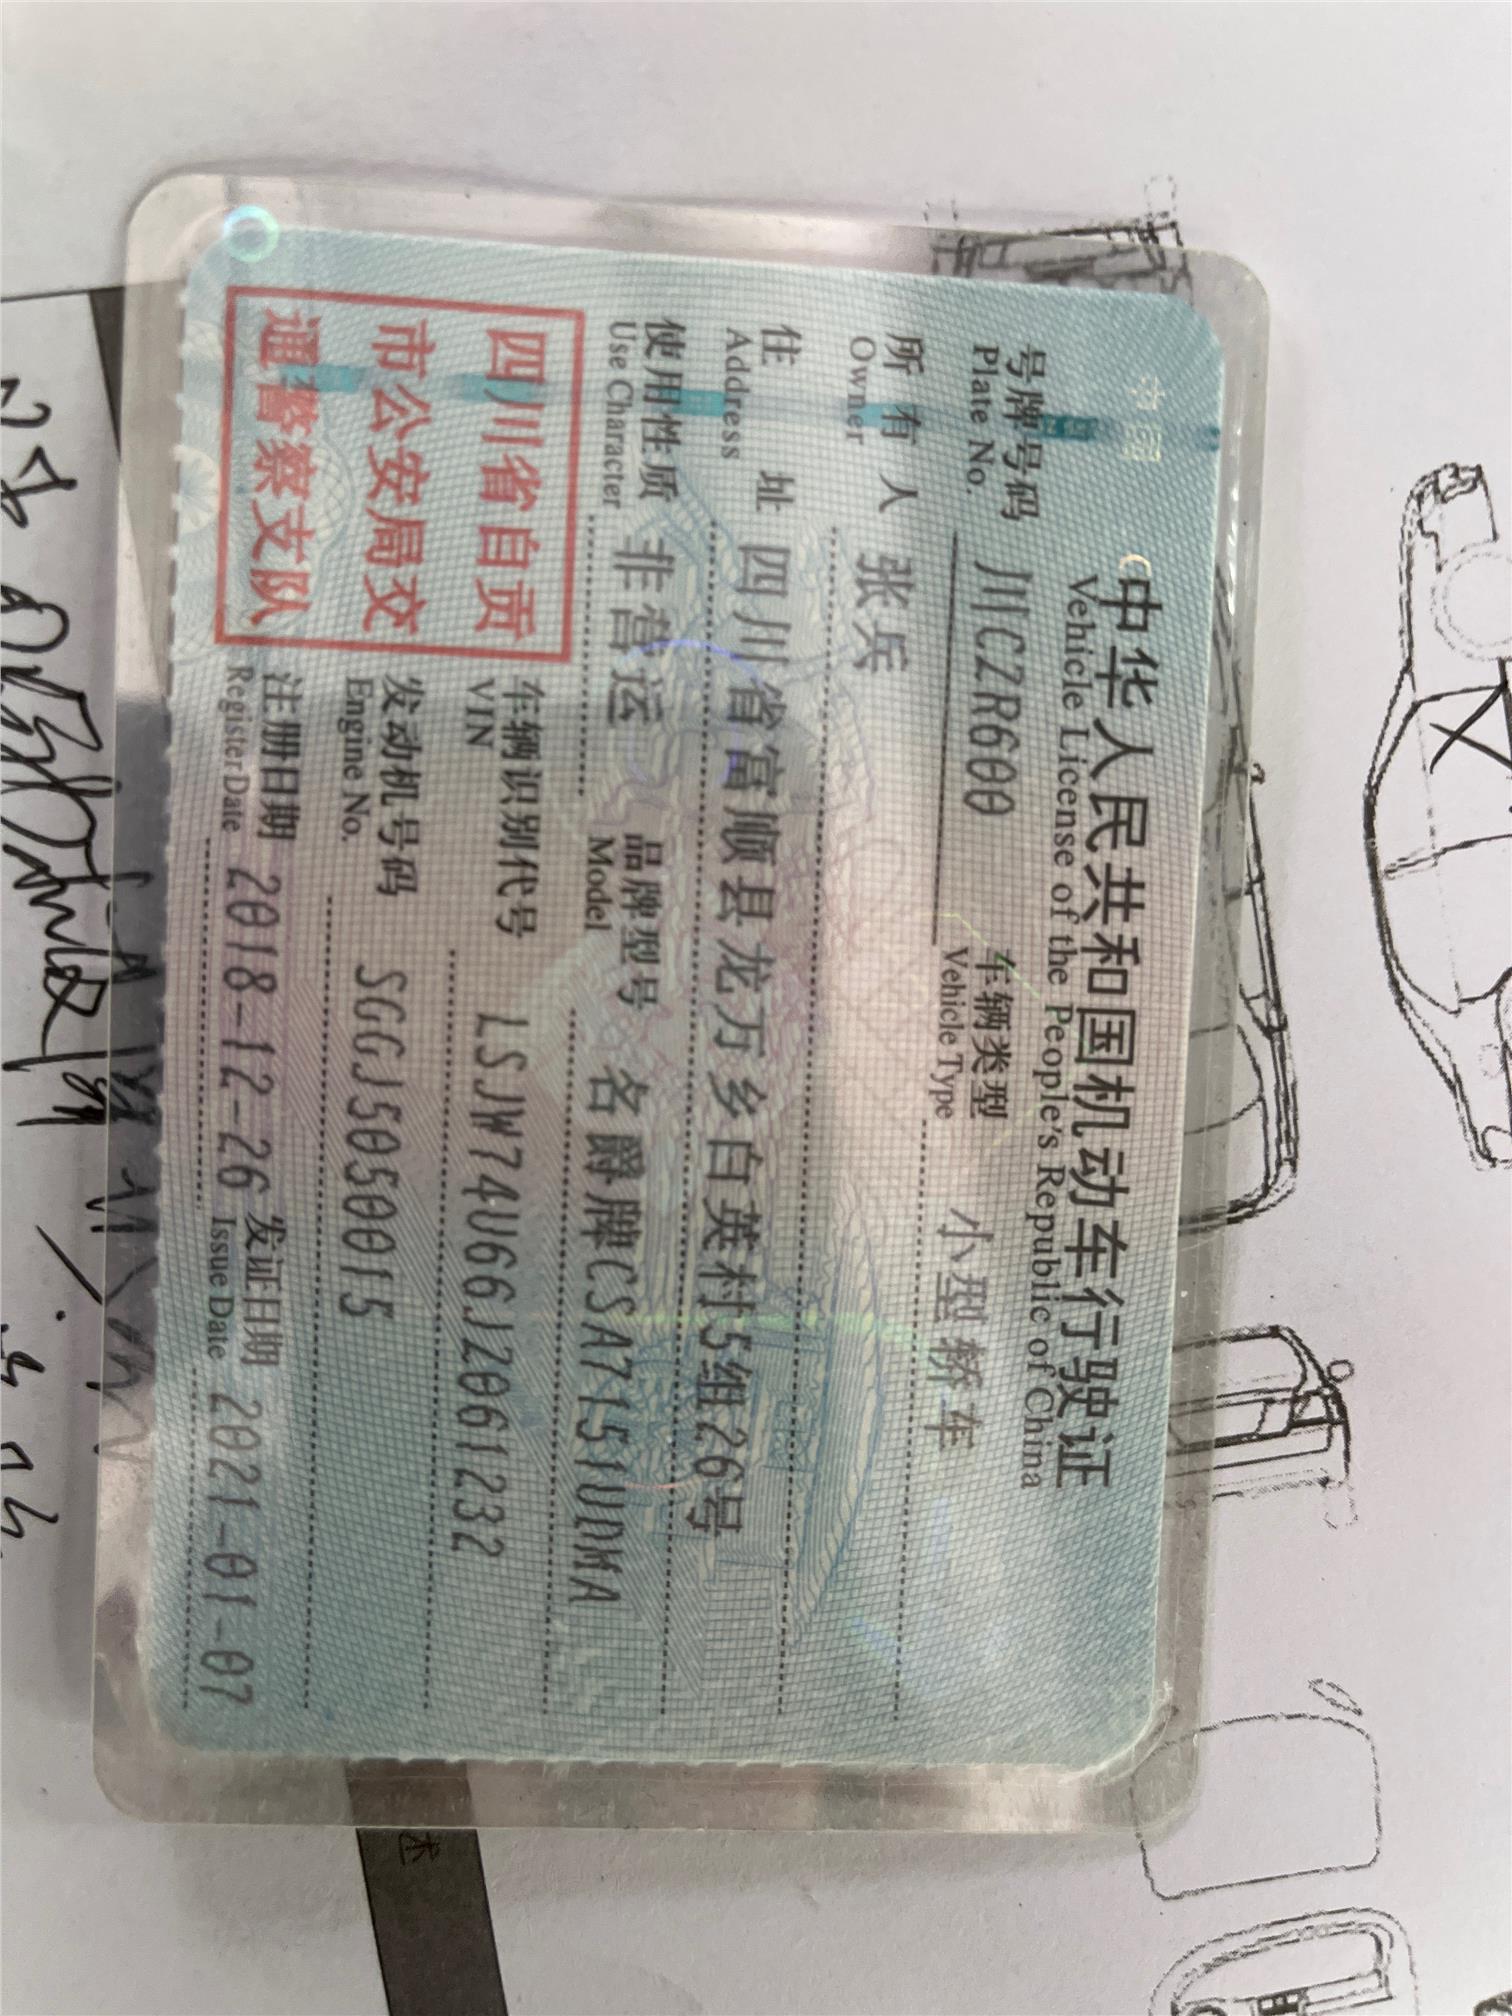 中国
中华人民共和国机动车行驶证
Vehicle License of the People's Republic of China
号牌号码 川CZR600 车辆类型 小型轿车
Plate No. Vehicle Type
所有人 张兵
Owner
住址 四川省富顺县龙万乡白英村5组26号
Address
使用性质 非营运 品牌型号 名爵牌CSA7151UDMA
Use Character Model
四川省自贡
市公安局交
通警察支队
车辆识别代号 LSJW74U66J2061232
VIN
发动机号码 SGGJ5050015
Engine No.
注册日期 2018-12-26 发证日期 2021-01-07
Register Date Issue Date
述